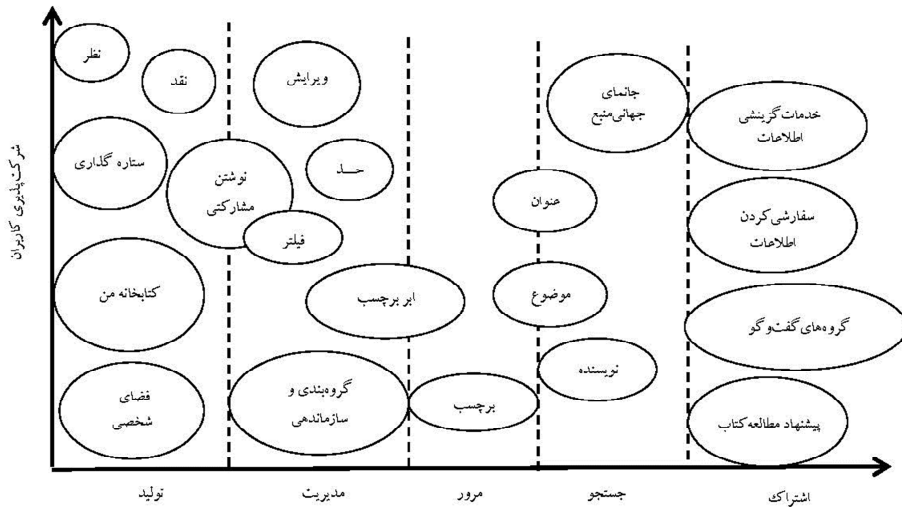 شرکت‌پذیری کاربران
نظر
نقد
ستاره گذاری
کتابخانه من
فضای
شخصی
ویرایش
نوشتن
مشارکتی
حـــد
فیلتر
ابر برچسب
گروه‌بندی و
سازماندهی
برچسب
جانمای
جهانی‌منبع
عنوان
موضوع
نویسنده
خدمات گزینشی
اطلاعات
سفارشی‌کردن
اطلاعات
گروه‌های گفت‌و‌گو
پیشنهاد مطالعه کتاب
تولید
مدیریت
مرور
جستجو
اشتراک